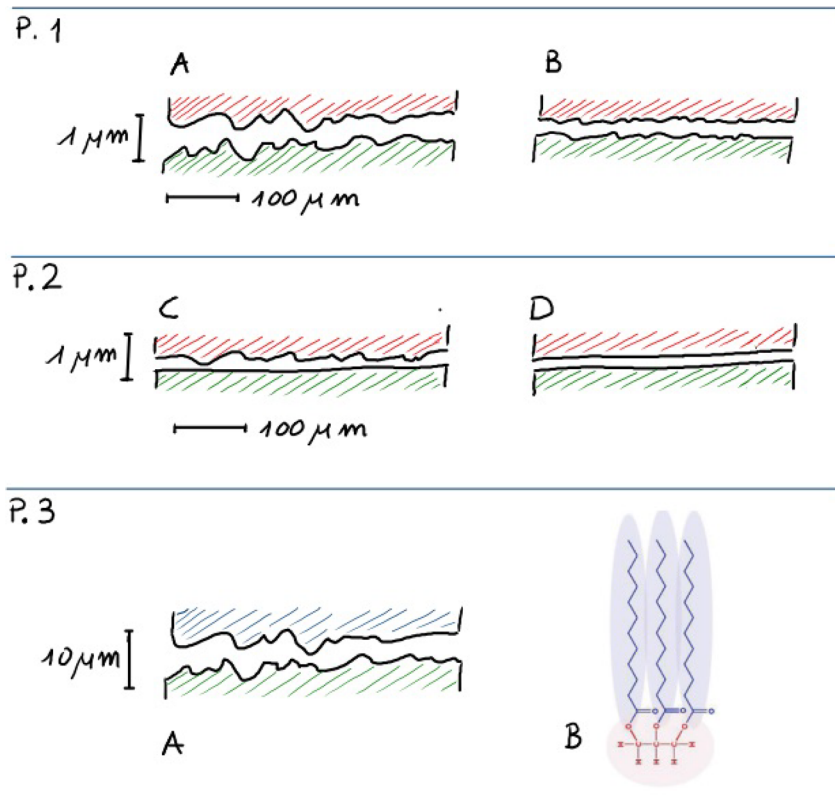 P. 1
A B
1 μm
100 μm
P. 2
C D
1 μm
100 μm
P. 3
10 μm
A B
O O O
O O O
H C C C H
H H H